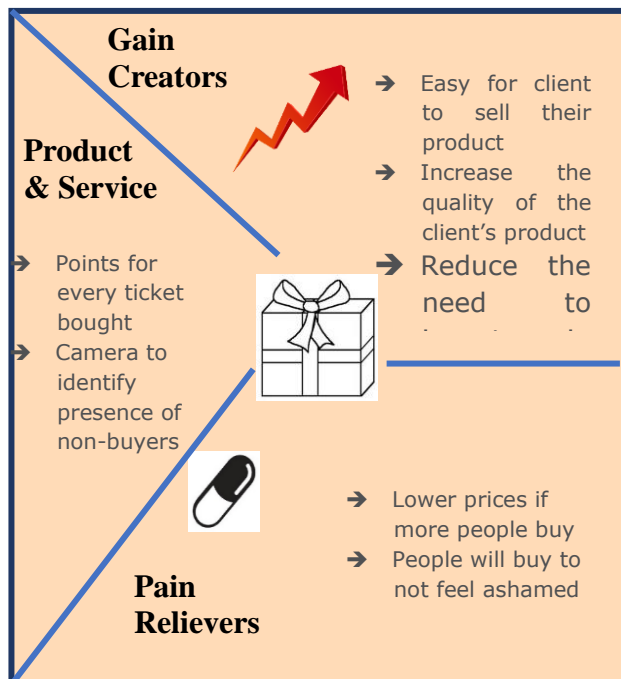 Gain
Creators
➔ Easy for client
to sell their
product
➔ Increase the
quality of the
client’s product
➔ Reduce the
need to
Product
& Service
➔ Points for
every ticket
bought
➔ Camera to
identify
presence of
non-buyers
➔ Lower prices if
more people buy
➔ People will buy to
not feel ashamed
Pain
Relievers